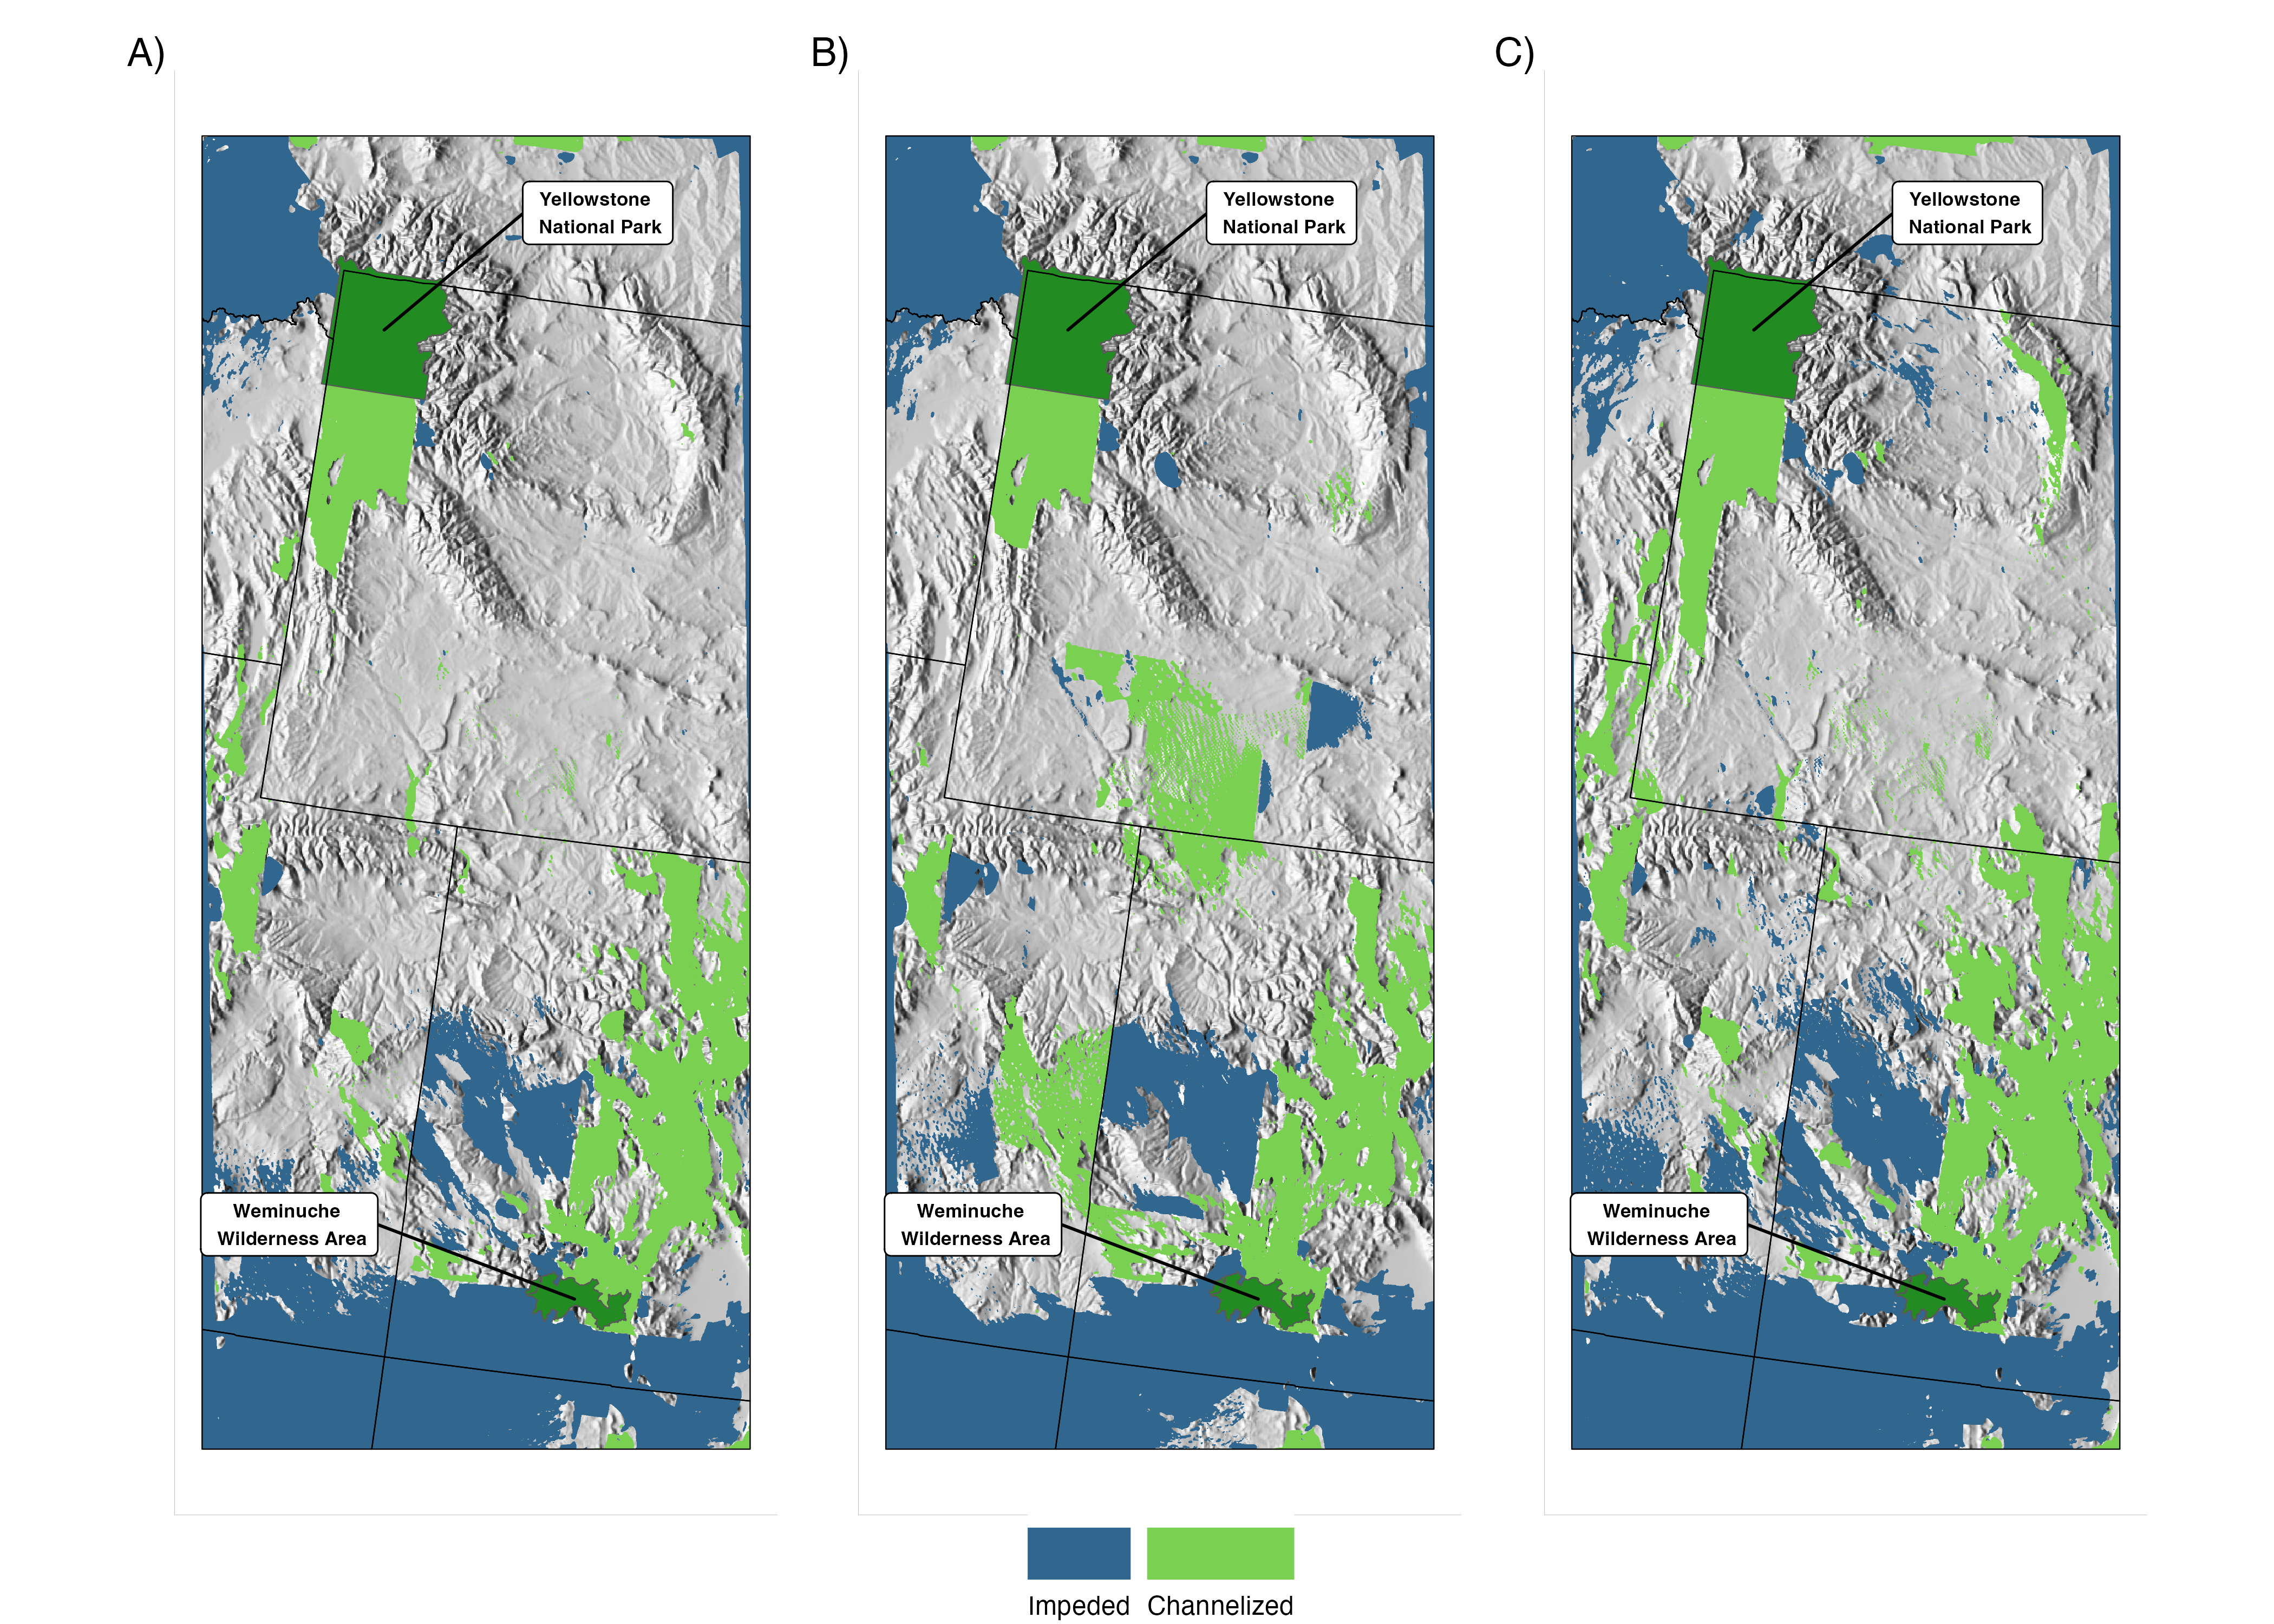 A)
B)
C)
Yellowstone
National Park
Yellowstone
National Park
Yellowstone
National Park
Weminuche
Wilderness Area
Weminuche
Wilderness Area
Weminuche
Wilderness Area
Impeded
Channelized